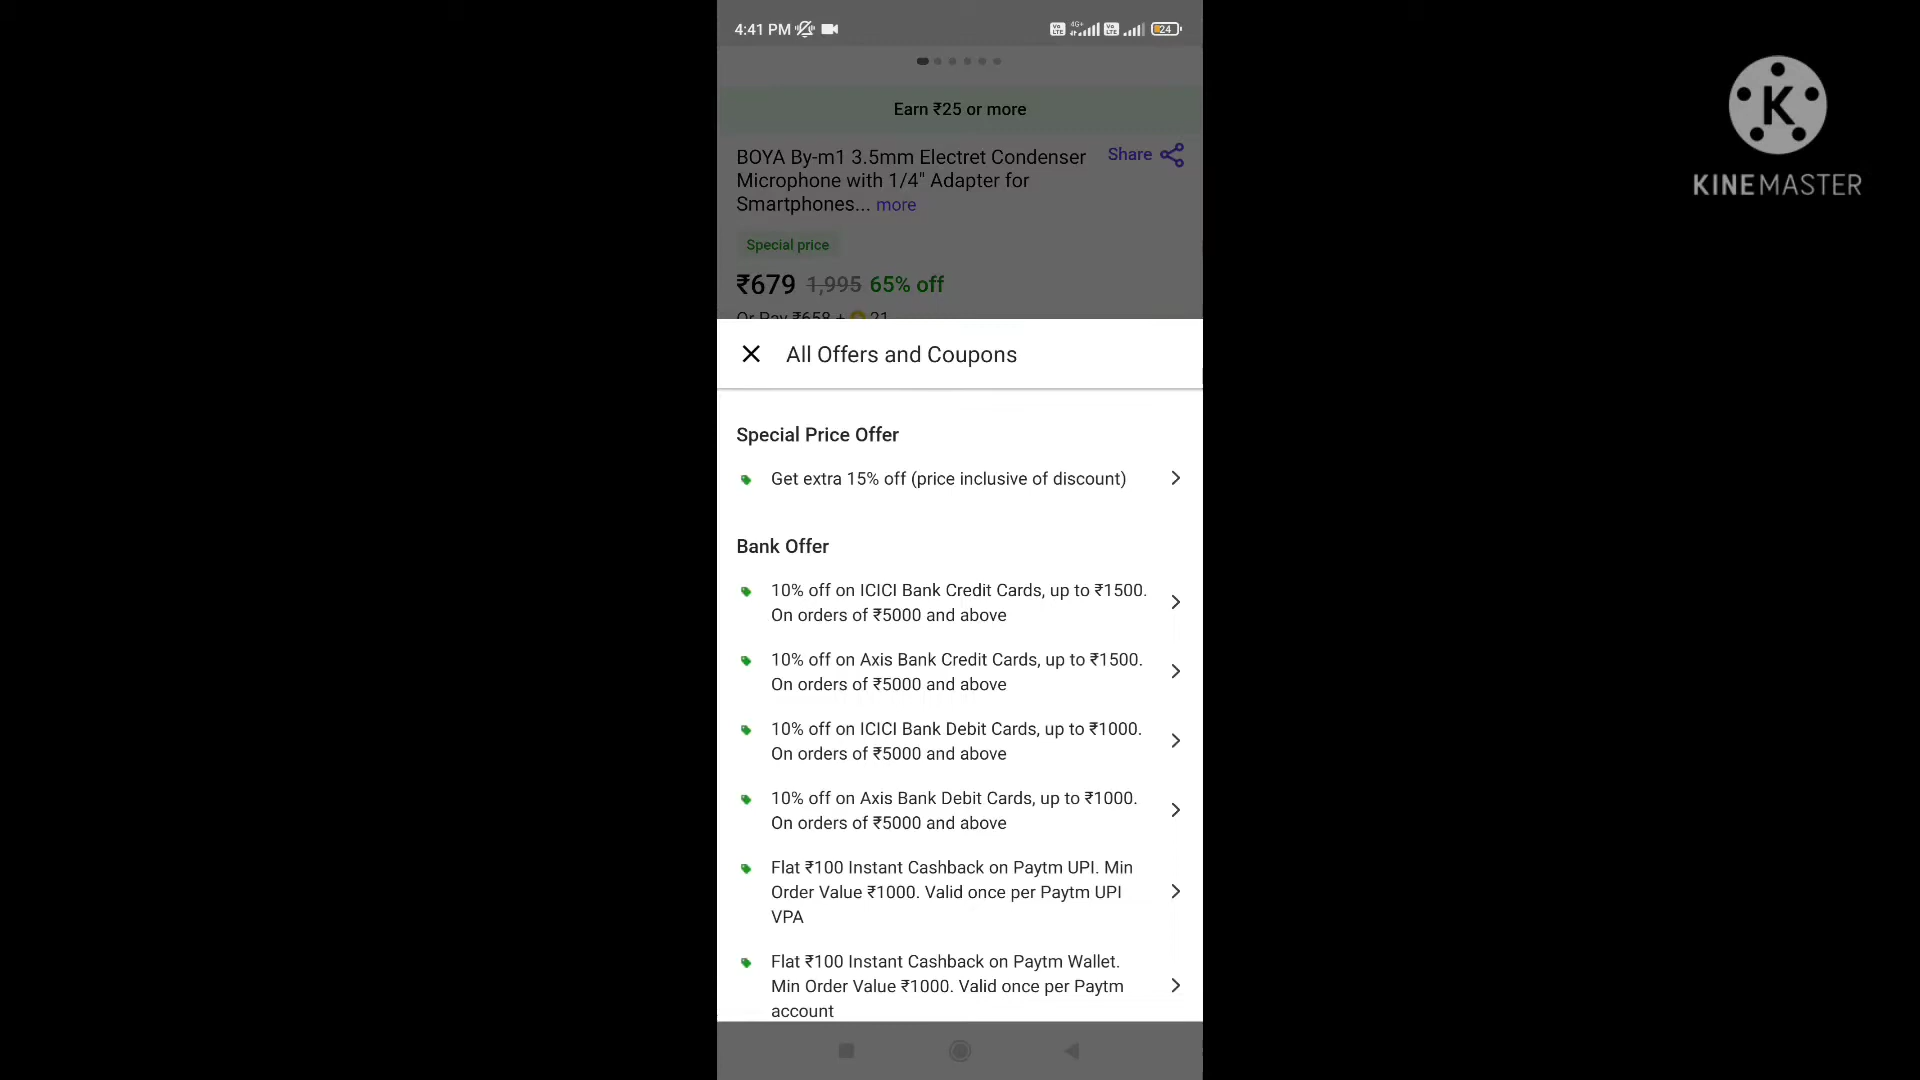 4:41 PM
4G+
24
Earn ₹25 or more
BOYA By-m1 3.5mm Electret Condenser
Microphone with 1/4" Adapter for
Smartphones... more
Share
Special price
₹679 1,995 65% off
Or Pay ₹658 + 21
All Offers and Coupons
Special Price Offer
Get extra 15% off (price inclusive of discount)
Bank Offer
10% off on ICICI Bank Credit Cards, up to ₹1500.
On orders of ₹5000 and above
10% off on Axis Bank Credit Cards, up to ₹1500.
On orders of ₹5000 and above
10% off on ICICI Bank Debit Cards, up to ₹1000.
On orders of ₹5000 and above
10% off on Axis Bank Debit Cards, up to ₹1000.
On orders of ₹5000 and above
Flat ₹100 Instant Cashback on Paytm UPI. Min
Order Value ₹1000. Valid once per Paytm UPI
VPA
Flat ₹100 Instant Cashback on Paytm Wallet.
Min Order Value ₹1000. Valid once per Paytm
account
K
KINEMASTER